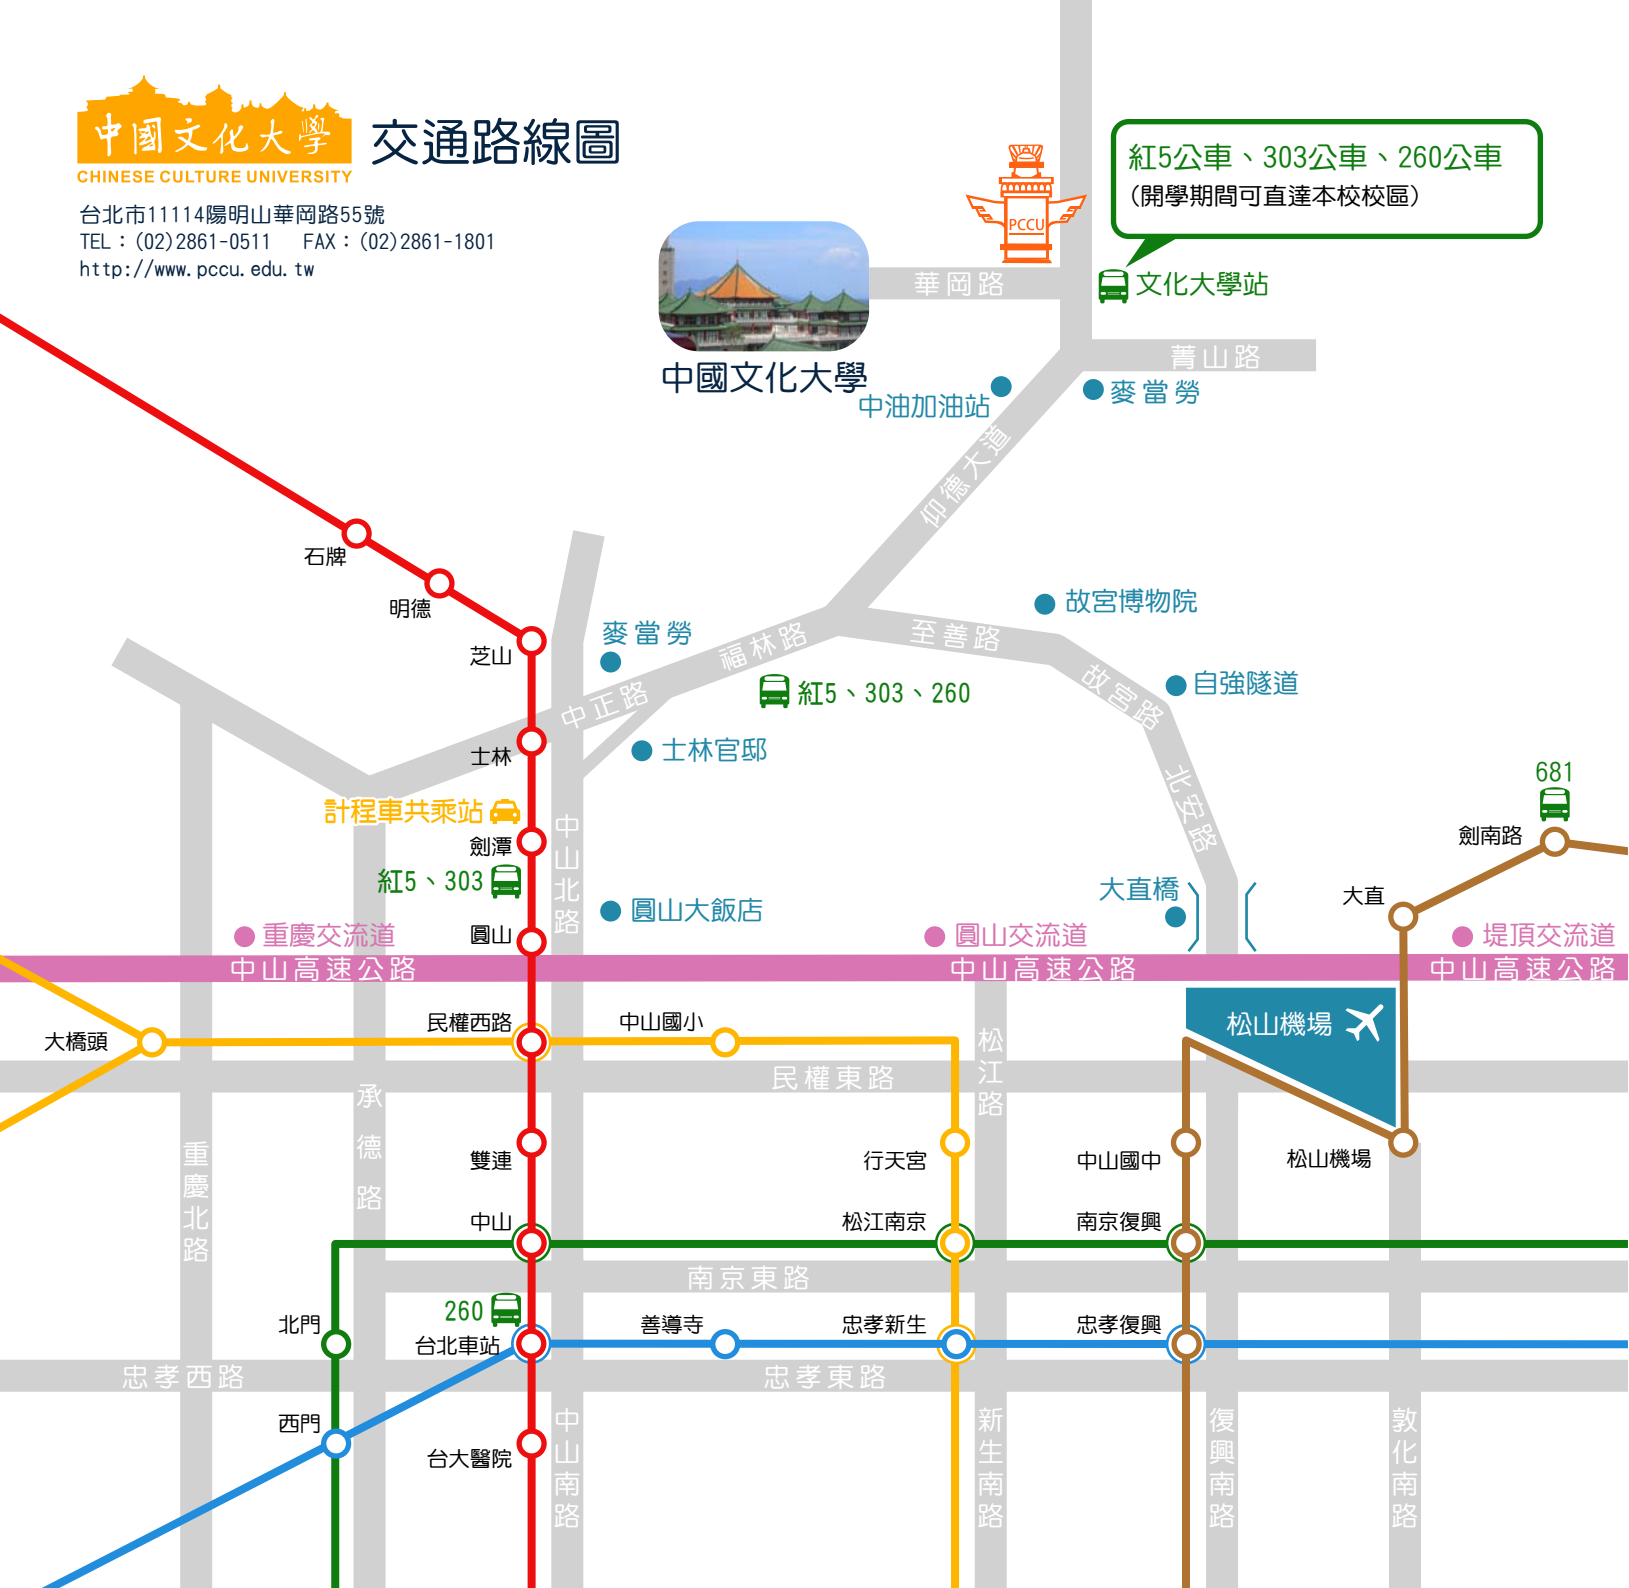 中國文化大學
CHINESE CULTURE UNIVERSITY
交通路線圖
台北市11114陽明山華岡路55號
TEL：(02)2861-0511 FAX：(02)2861-1801
http://www.pccu.edu.tw
紅5公車、303公車、260公車
(開學期間可直達本校校區)
PCCU
華岡路
文化大學站
菁山路
中國文化大學
中油加油站
麥當勞
仰德大道
石牌
明德
芝山
麥當勞
福林路
至善路
故宮博物院
中正路
紅5、303、260
故宮路
自強隧道
士林
士林官邸
北安路
681
計程車共乘站
劍潭
中山北路
劍南路
紅5、303
大直橋
大直
圓山大飯店
重慶交流道
圓山
圓山交流道
堤頂交流道
中山高速公路
中山高速公路
中山高速公路
大橋頭
民權西路
中山國小
松江路
松山機場
民權東路
承德路
重慶北路
雙連
行天宮
中山國中
松山機場
中山
松江南京
南京復興
南京東路
260
北門
台北車站
善導寺
忠孝新生
忠孝復興
忠孝西路
忠孝東路
西門
台大醫院
中山南路
新生南路
復興南路
敦化南路